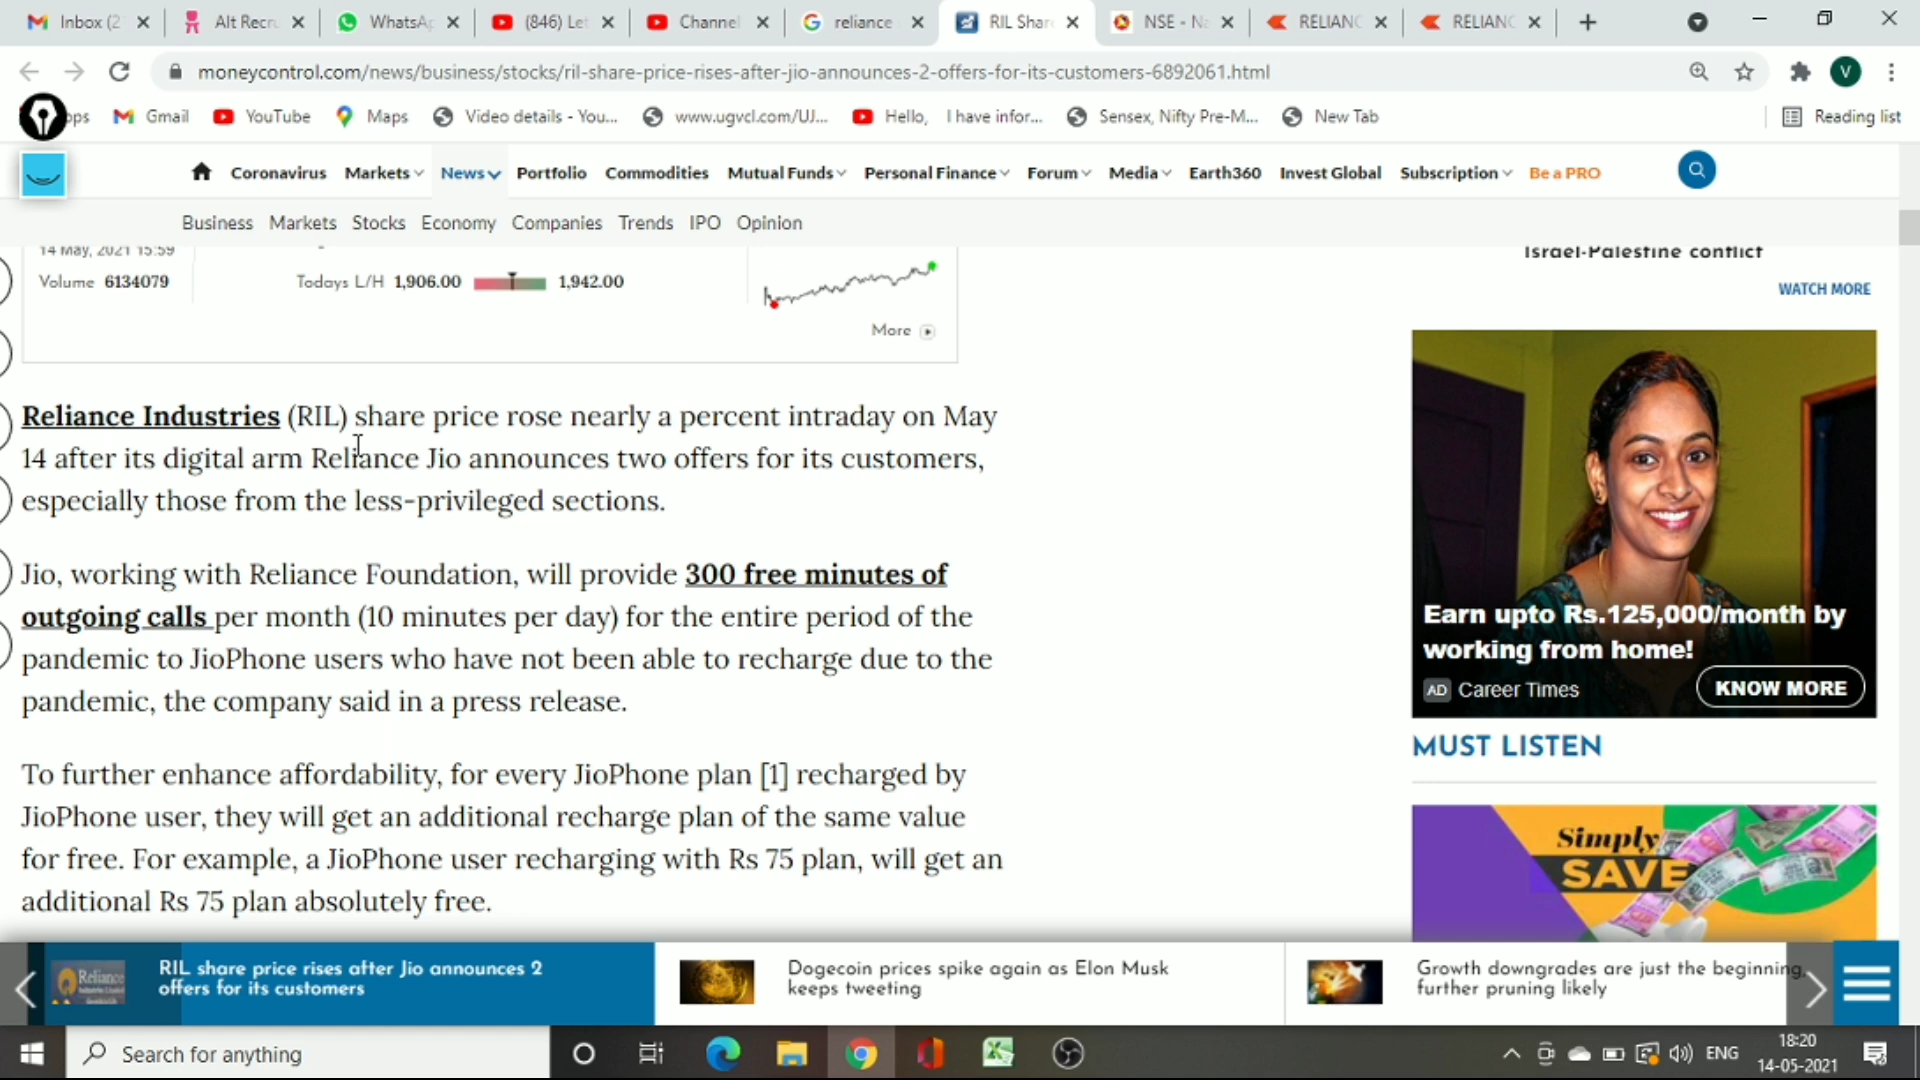 Inbox (2
Alt Recru
WhatsAp
(846) Let
Channel
reliance
RIL Shar
NSE - Na
RELIANC
RELIANC
moneycontrol.com/news/business/stocks/ril-share-price-rises-after-jio-announces-2-offers-for-its-customers-6892061.html
V
Gmail
YouTube
Maps
Video details - You...
www.ugvcl.com/UJ...
Hello, I have infor...
Sensex, Nifty Pre-M...
New Tab
Reading list
Coronavirus Markets News Portfolio Commodities Mutual Funds Personal Finance Forum Media Earth360 Invest Global Subscription Be a PRO
Business Markets Stocks Economy Companies Trends IPO Opinion
14 May, 2021 15:59
Volume 6134079
Todays L/H 1,906.00 1,942.00
More
Israel-Palestine conflict
WATCH MORE
Reliance Industries (RIL) share price rose nearly a percent intraday on May
14 after its digital arm Reliance Jio announces two offers for its customers,
especially those from the less-privileged sections.
Jio, working with Reliance Foundation, will provide 300 free minutes of
outgoing calls per month (10 minutes per day) for the entire period of the
pandemic to JioPhone users who have not been able to recharge due to the
pandemic, the company said in a press release.
To further enhance affordability, for every JioPhone plan [1] recharged by
JioPhone user, they will get an additional recharge plan of the same value
for free. For example, a JioPhone user recharging with Rs 75 plan, will get an
additional Rs 75 plan absolutely free.
Earn upto Rs.125,000/month by
working from home!
AD Career Times
KNOW MORE
MUST LISTEN
Simply
SAVE
Reliance
RIL share price rises after Jio announces 2
offers for its customers
Dogecoin prices spike again as Elon Musk
keeps tweeting
Growth downgrades are just the beginning,
further pruning likely
Search for anything
ENG
18:20
14-05-2021